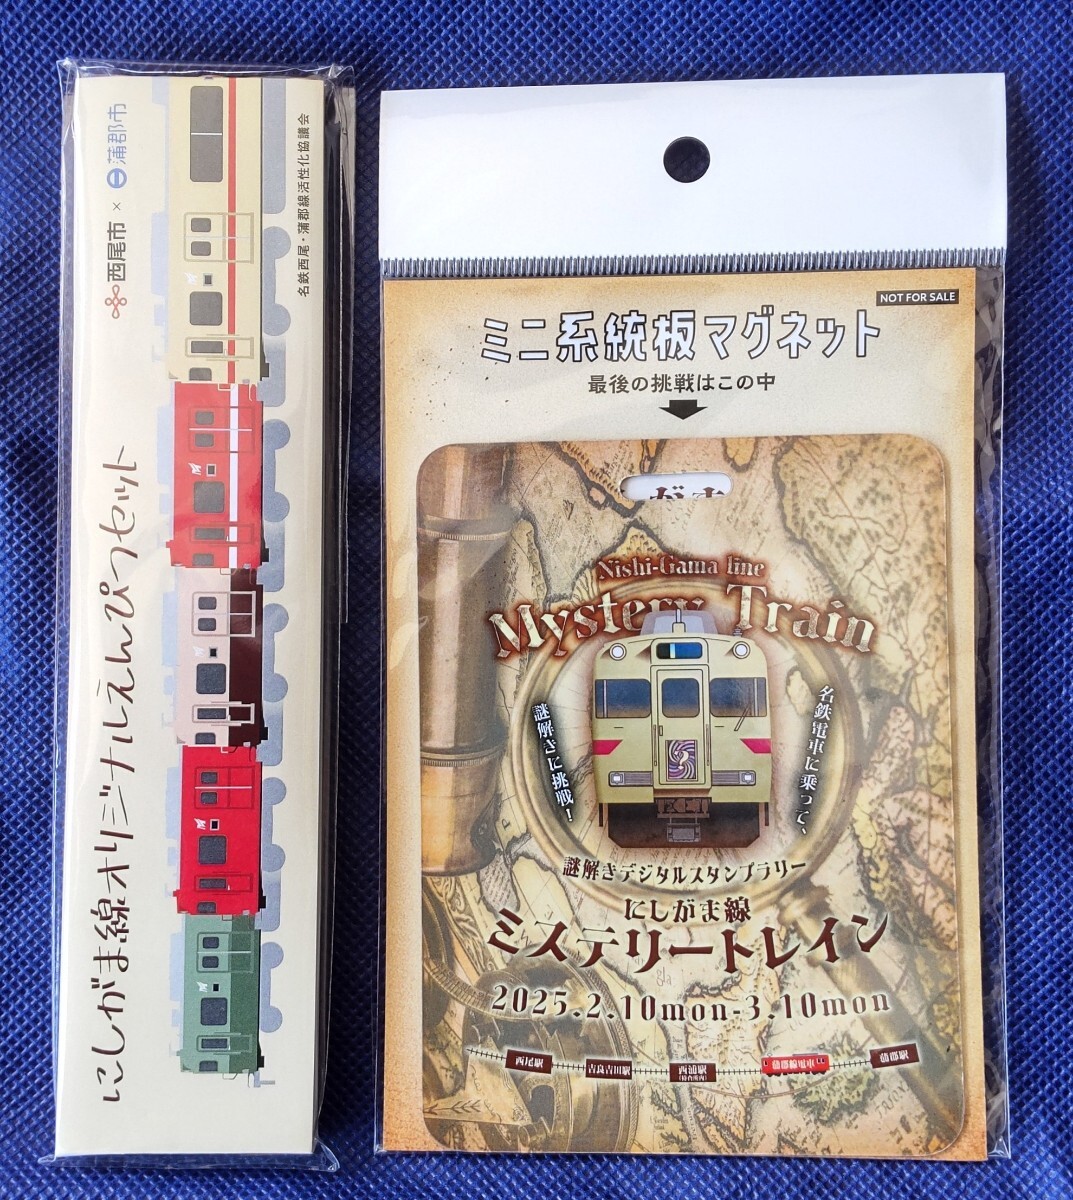 西尾市 × 蒲郡市
名鉄西尾・蒲郡線活性化協議会
にしがま線オリジナルえんぴつセット
NOT FOR SALE
ミニ系統板マグネット
最後の挑戦はこの中
Nishi-Gama line
Mystery Train
名鉄電車に乗って、
謎解きに挑戦！
謎解きデジタルスタンプラリー
にしがま線
ミステリートレイン
2025.2.10mon-3.10mon
西尾駅
吉良吉田駅
西浦駅
蒲郡駅